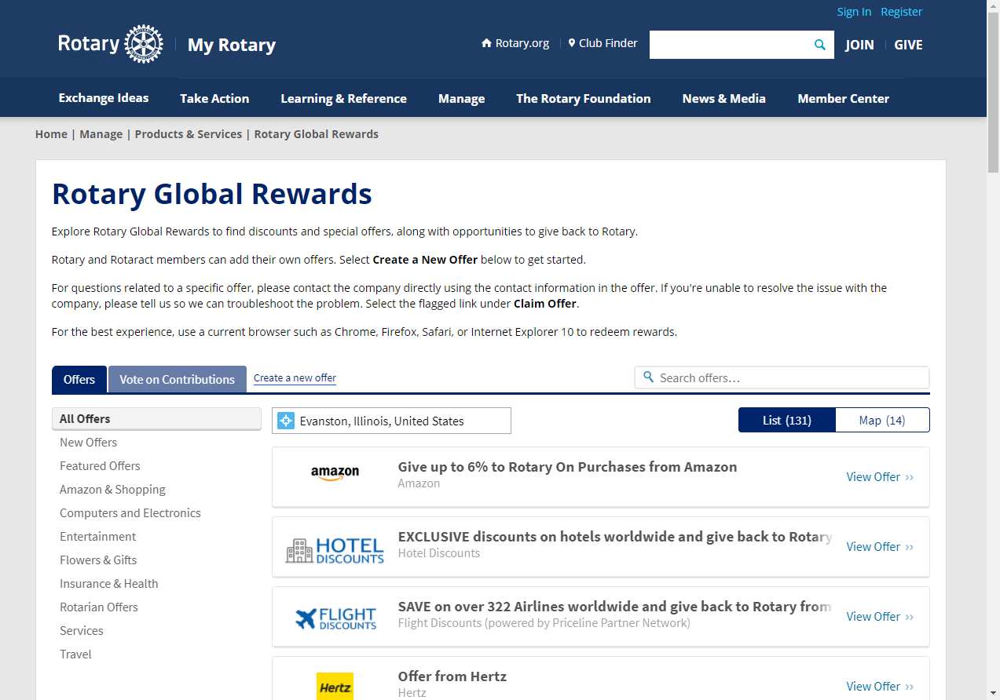 Sign In Register
Rotary My Rotary
Rotary.org Club Finder JOIN GIVE
Exchange Ideas Take Action Learning & Reference Manage The Rotary Foundation News & Media Member Center
Home | Manage | Products & Services | Rotary Global Rewards
Rotary Global Rewards
Explore Rotary Global Rewards to find discounts and special offers, along with opportunities to give back to Rotary.
Rotary and Rotaract members can add their own offers. Select Create a New Offer below to get started.
For questions related to a specific offer, please contact the company directly using the contact information in the offer. If you're unable to resolve the issue with the
company, please tell us so we can troubleshoot the problem. Select the flagged link under Claim Offer.
For the best experience, use a current browser such as Chrome, Firefox, Safari, or Internet Explorer 10 to redeem rewards.
Offers Vote on Contributions Create a new offer Search offers...
All Offers
New Offers
Featured Offers
Amazon & Shopping
Computers and Electronics
Entertainment
Flowers & Gifts
Insurance & Health
Rotarian Offers
Services
Travel
Evanston, Illinois, United States
List (131) Map (14)
amazon
Give up to 6% to Rotary On Purchases from Amazon
Amazon
View Offer ››
HOTEL
DISCOUNTS
EXCLUSIVE discounts on hotels worldwide and give back to Rotary
Hotel Discounts
View Offer ››
FLIGHT
DISCOUNTS
SAVE on over 322 Airlines worldwide and give back to Rotary from
Flight Discounts (powered by Priceline Partner Network)
View Offer ››
Hertz
Offer from Hertz
Hertz
View Offer ››